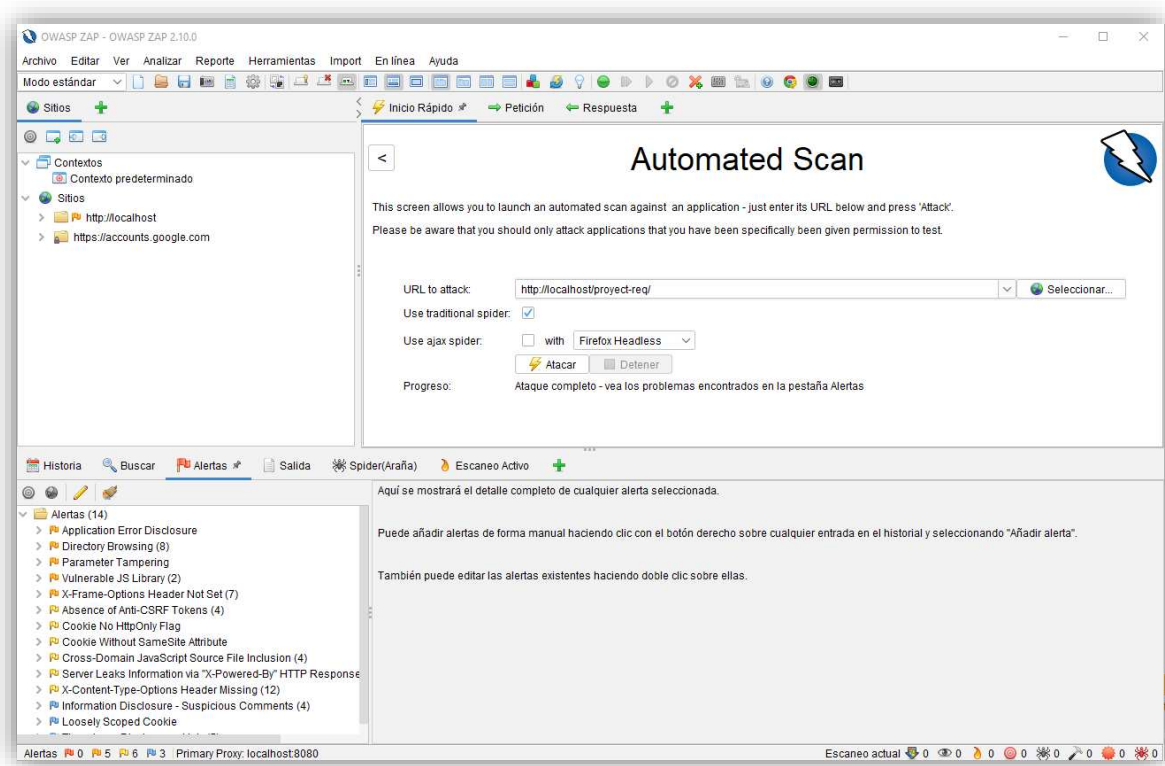 OWASP ZAP - OWASP ZAP 2.10.0
Archivo Editar Ver Analizar Reporte Herramientas Import En línea Ayuda
Modo estándar
Sitios
Inicio Rápido Petición Respuesta
Contextos
Contexto predeterminado
Sitios
http://localhost
https://accounts.google.com
<
Automated Scan
This screen allows you to launch an automated scan against an application - just enter its URL below and press 'Attack'.
Please be aware that you should only attack applications that you have been specifically been given permission to test.
URL to attack: http://localhost/proyect-req/ Seleccionar...
Use traditional spider:
Use ajax spider: with Firefox Headless
Atacar Detener
Progreso: Ataque completo - vea los problemas encontrados en la pestaña Alertas
Historia Buscar Alertas Salida Spider(Araña) Escaneo Activo
Alertas (14)
Application Error Disclosure
Directory Browsing (8)
Parameter Tampering
Vulnerable JS Library (2)
X-Frame-Options Header Not Set (7)
Absence of Anti-CSRF Tokens (4)
Cookie No HttpOnly Flag
Cookie Without SameSite Attribute
Cross-Domain JavaScript Source File Inclusion (4)
Server Leaks Information via "X-Powered-By" HTTP Response
X-Content-Type-Options Header Missing (12)
Information Disclosure - Suspicious Comments (4)
Loosely Scoped Cookie
Aquí se mostrará el detalle completo de cualquier alerta seleccionada.
Puede añadir alertas de forma manual haciendo clic con el botón derecho sobre cualquier entrada en el historial y seleccionando "Añadir alerta".
También puede editar las alertas existentes haciendo doble clic sobre ellas.
Alertas 0 5 6 3 Primary Proxy: localhost:8080
Escaneo actual 0 0 0 0 0 0 0 0